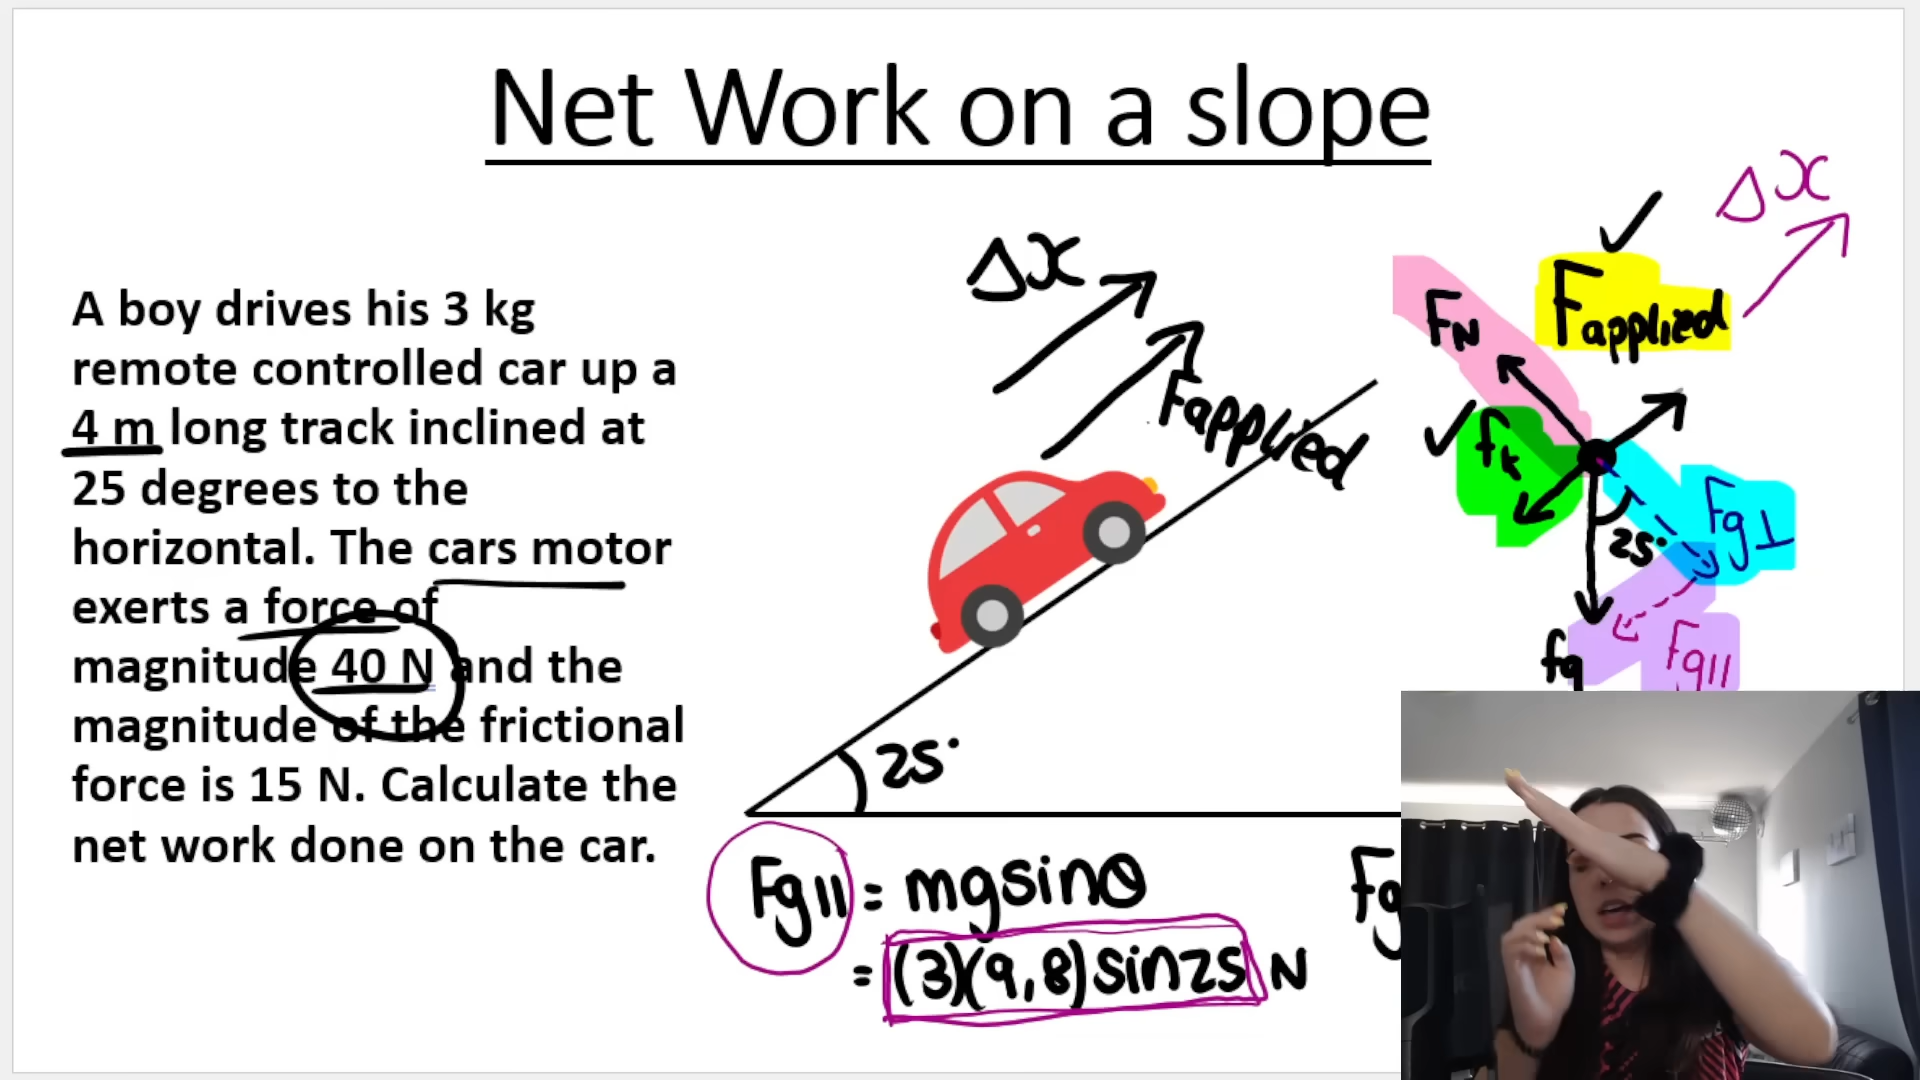 Net Work on a slope
A boy drives his 3 kg
remote controlled car up a
4 m long track inclined at
25 degrees to the
horizontal. The cars motor
exerts a force of
magnitude 40 N and the
magnitude of the frictional
force is 15 N. Calculate the
net work done on the car.
Δx
Fapplied
25°
Δx
Fapplied
FN
fk
Fg⊥
25°
fg
Fg||
Fg|| = mgsinθ
= (3)(9,8)sin25 N
Fg